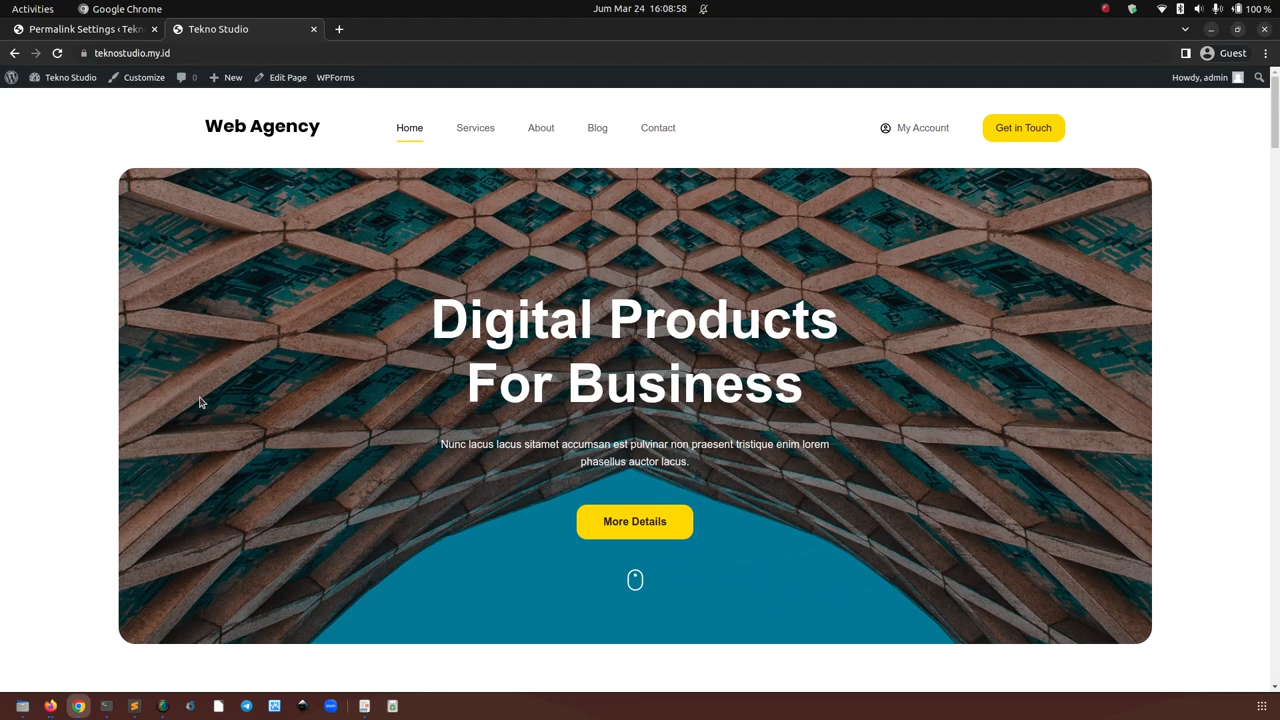 Activities
Google Chrome
Jum Mar 24 16:08:58
100 %
Permalink Settings ‹ Tekn
Tekno Studio
teknostudio.my.id
Guest
Tekno Studio
Customize
0
New
Edit Page
WPForms
Howdy, admin
Web Agency
Home
Services
About
Blog
Contact
My Account
Get in Touch
Digital Products
For Business
Nunc lacus lacus sitamet accumsan est pulvinar non praesent tristique enim lorem
phasellus auctor lacus.
More Details